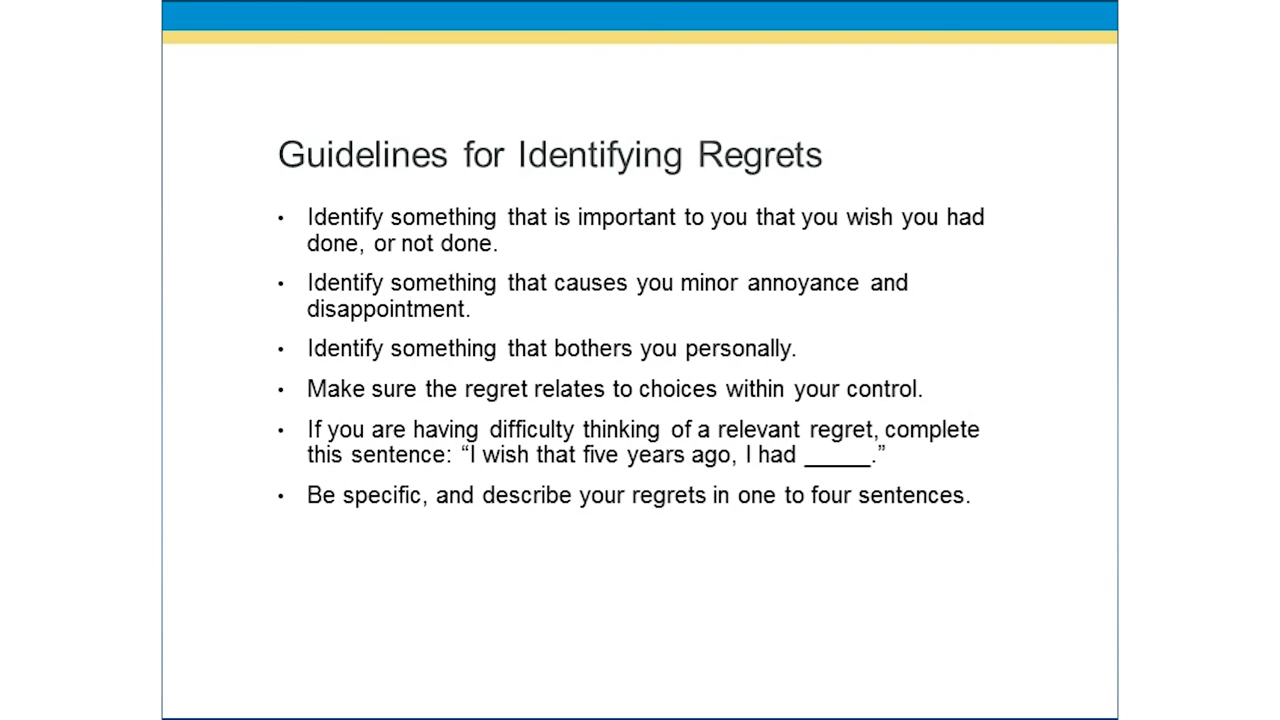 Guidelines for Identifying Regrets
• Identify something that is important to you that you wish you had
done, or not done.
• Identify something that causes you minor annoyance and
disappointment.
• Identify something that bothers you personally.
• Make sure the regret relates to choices within your control.
• If you are having difficulty thinking of a relevant regret, complete
this sentence: “I wish that five years ago, I had _____.”
• Be specific, and describe your regrets in one to four sentences.